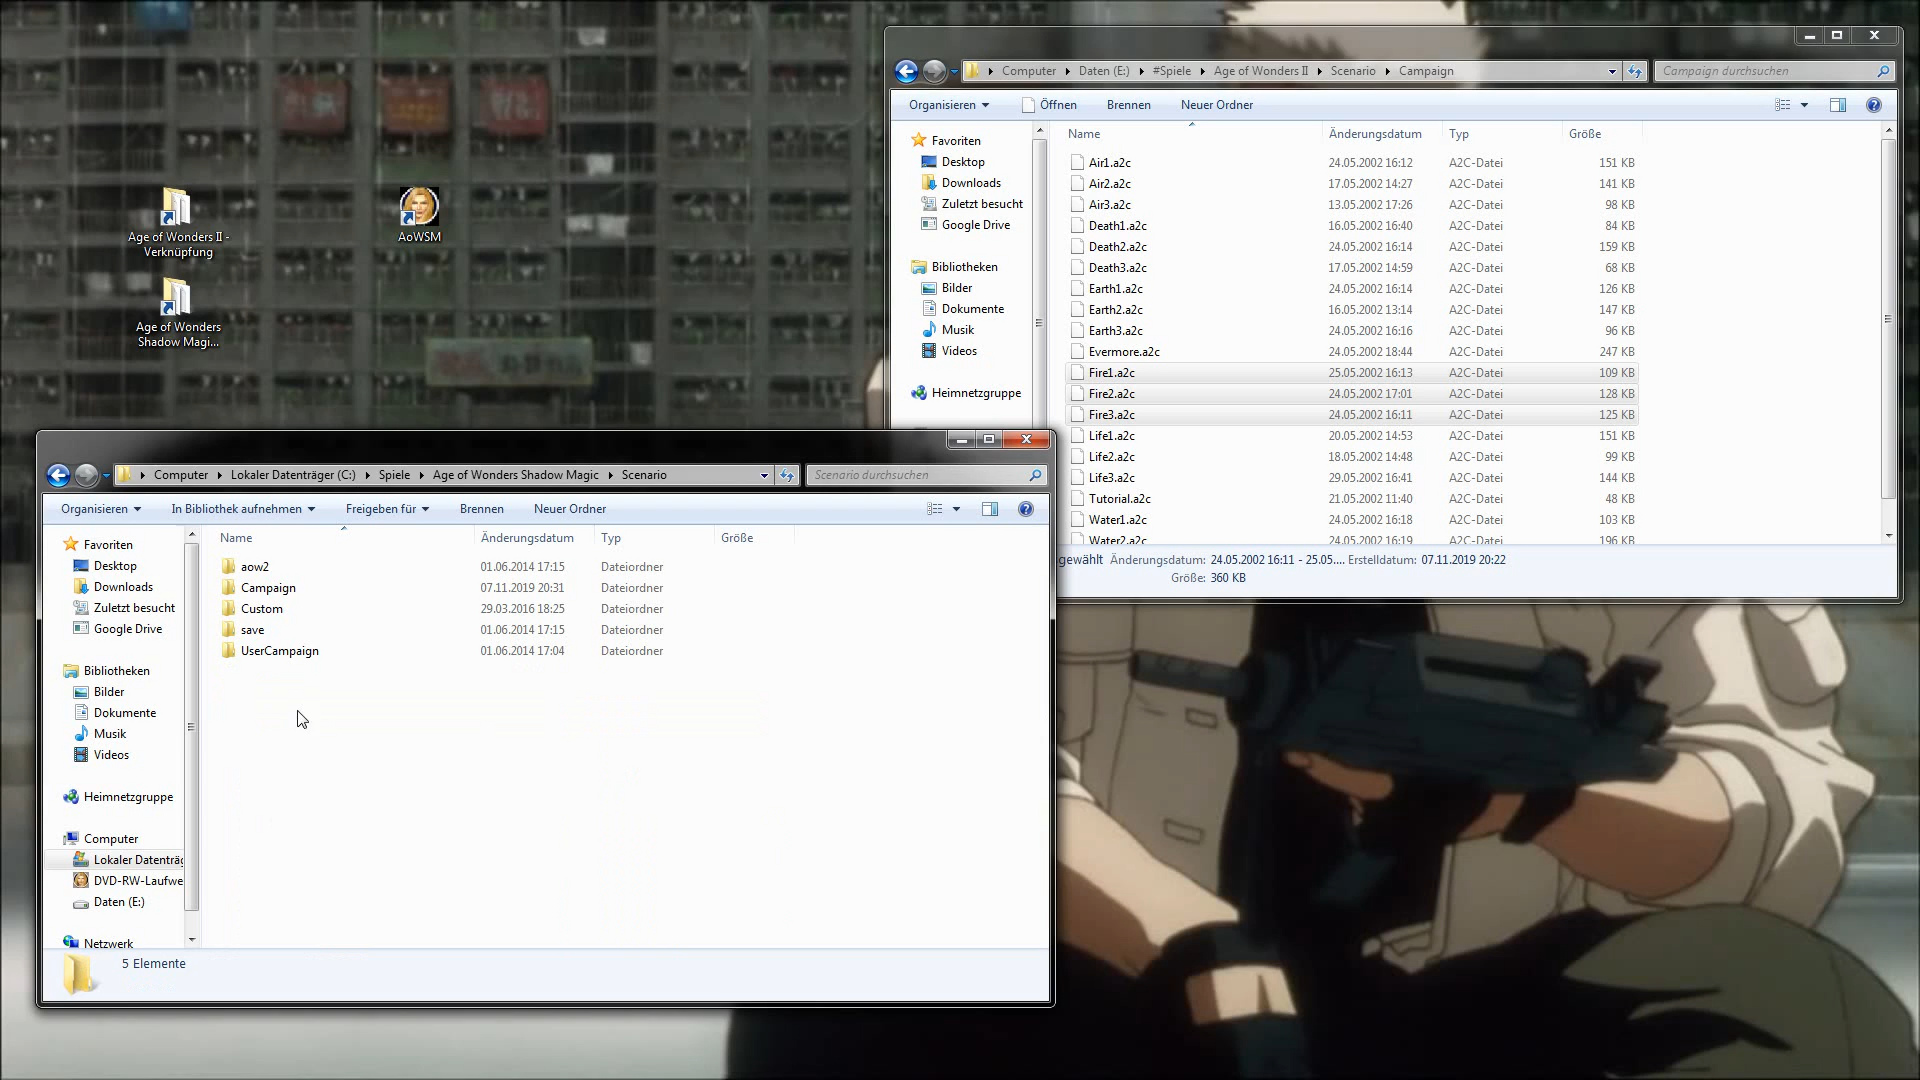 Age of Wonders II -
Verknüpfung
AoWSM
Age of Wonders
Shadow Magi...
Computer Daten (E:) #Spiele Age of Wonders II Scenario Campaign
Campaign durchsuchen
Organisieren Öffnen Brennen Neuer Ordner
Favoriten
Desktop
Downloads
Zuletzt besucht
Google Drive
Bibliotheken
Bilder
Dokumente
Musik
Videos
Heimnetzgruppe
Name Änderungsdatum Typ Größe
Air1.a2c 24.05.2002 16:12 A2C-Datei 151 KB
Air2.a2c 17.05.2002 14:27 A2C-Datei 141 KB
Air3.a2c 13.05.2002 17:26 A2C-Datei 98 KB
Death1.a2c 16.05.2002 16:40 A2C-Datei 84 KB
Death2.a2c 24.05.2002 16:14 A2C-Datei 159 KB
Death3.a2c 17.05.2002 14:59 A2C-Datei 68 KB
Earth1.a2c 24.05.2002 16:14 A2C-Datei 126 KB
Earth2.a2c 16.05.2002 13:14 A2C-Datei 147 KB
Earth3.a2c 24.05.2002 16:16 A2C-Datei 96 KB
Evermore.a2c 24.05.2002 18:44 A2C-Datei 247 KB
Fire1.a2c 25.05.2002 16:13 A2C-Datei 109 KB
Fire2.a2c 24.05.2002 17:01 A2C-Datei 128 KB
Fire3.a2c 24.05.2002 16:11 A2C-Datei 125 KB
Life1.a2c 20.05.2002 14:53 A2C-Datei 151 KB
Life2.a2c 18.05.2002 14:48 A2C-Datei 99 KB
Life3.a2c 29.05.2002 16:41 A2C-Datei 144 KB
Tutorial.a2c 21.05.2002 11:40 A2C-Datei 48 KB
Water1.a2c 24.05.2002 16:18 A2C-Datei 103 KB
Water2.a2c 24.05.2002 16:19 A2C-Datei 196 KB
gewählt Änderungsdatum: 24.05.2002 16:11 - 25.05.... Erstelldatum: 07.11.2019 20:22
Größe: 360 KB
Computer Lokaler Datenträger (C:) Spiele Age of Wonders Shadow Magic Scenario
Scenario durchsuchen
Organisieren In Bibliothek aufnehmen Freigeben für Brennen Neuer Ordner
Favoriten
Desktop
Downloads
Zuletzt besucht
Google Drive
Bibliotheken
Bilder
Dokumente
Musik
Videos
Heimnetzgruppe
Computer
Lokaler Datenträg
DVD-RW-Laufwe
Daten (E:)
Netzwerk
Name Änderungsdatum Typ Größe
aow2 01.06.2014 17:15 Dateiordner
Campaign 07.11.2019 20:31 Dateiordner
Custom 29.03.2016 18:25 Dateiordner
save 01.06.2014 17:15 Dateiordner
UserCampaign 01.06.2014 17:04 Dateiordner
5 Elemente